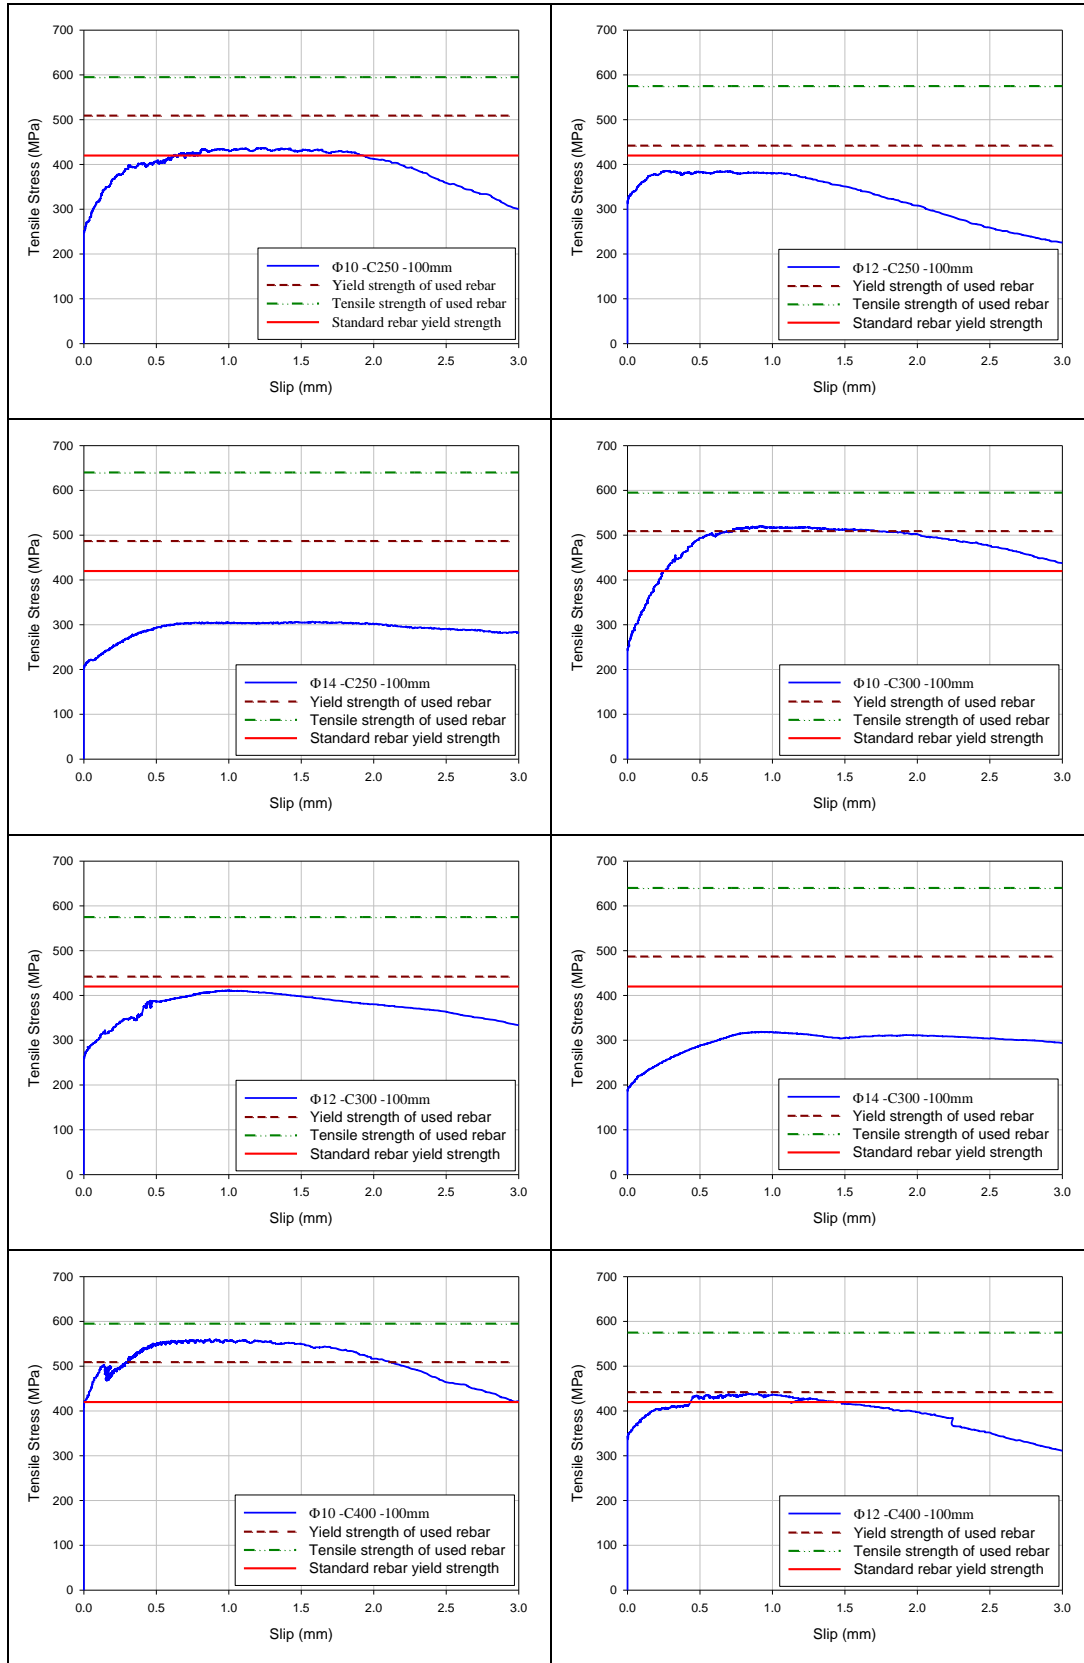 700
600
500
400
300
200
100
0
Tensile Stress (MPa)
Φ10 -C250 -100mm
Yield strength of used rebar
Tensile strength of used rebar
Standard rebar yield strength
0.0 0.5 1.0 1.5 2.0 2.5 3.0
Slip (mm)
700
600
500
400
300
200
100
0
Tensile Stress (MPa)
Φ12 -C250 -100mm
Yield strength of used rebar
Tensile strength of used rebar
Standard rebar yield strength
0.0 0.5 1.0 1.5 2.0 2.5 3.0
Slip (mm)
700
600
500
400
300
200
100
0
Tensile Stress (MPa)
Φ14 -C250 -100mm
Yield strength of used rebar
Tensile strength of used rebar
Standard rebar yield strength
0.0 0.5 1.0 1.5 2.0 2.5 3.0
Slip (mm)
700
600
500
400
300
200
100
0
Tensile Stress (MPa)
Φ10 -C300 -100mm
Yield strength of used rebar
Tensile strength of used rebar
Standard rebar yield strength
0.0 0.5 1.0 1.5 2.0 2.5 3.0
Slip (mm)
700
600
500
400
300
200
100
0
Tensile Stress (MPa)
Φ12 -C300 -100mm
Yield strength of used rebar
Tensile strength of used rebar
Standard rebar yield strength
0.0 0.5 1.0 1.5 2.0 2.5 3.0
Slip (mm)
700
600
500
400
300
200
100
0
Tensile Stress (MPa)
Φ14 -C300 -100mm
Yield strength of used rebar
Tensile strength of used rebar
Standard rebar yield strength
0.0 0.5 1.0 1.5 2.0 2.5 3.0
Slip (mm)
700
600
500
400
300
200
100
0
Tensile Stress (MPa)
Φ10 -C400 -100mm
Yield strength of used rebar
Tensile strength of used rebar
Standard rebar yield strength
0.0 0.5 1.0 1.5 2.0 2.5 3.0
Slip (mm)
700
600
500
400
300
200
100
0
Tensile Stress (MPa)
Φ12 -C400 -100mm
Yield strength of used rebar
Tensile strength of used rebar
Standard rebar yield strength
0.0 0.5 1.0 1.5 2.0 2.5 3.0
Slip (mm)